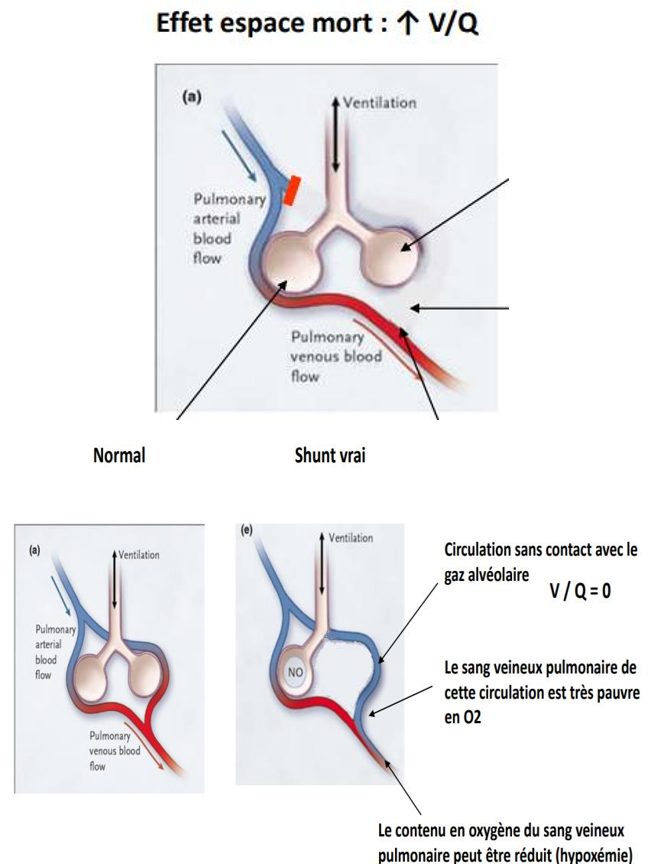 Effet espace mort : ↑ V/Q
(a)
Ventilation
Pulmonary
arterial
blood
flow
Pulmonary
venous blood
flow
Normal
Shunt vrai
(a)
Ventilation
Pulmonary
arterial
blood
flow
Pulmonary
venous blood
flow
(e)
Ventilation
NO
Circulation sans contact avec le
gaz alvéolaire
V / Q = 0
Le sang veineux pulmonaire de
cette circulation est très pauvre
en O2
Le contenu en oxygène du sang veineux
pulmonaire peut être réduit (hypoxémie)